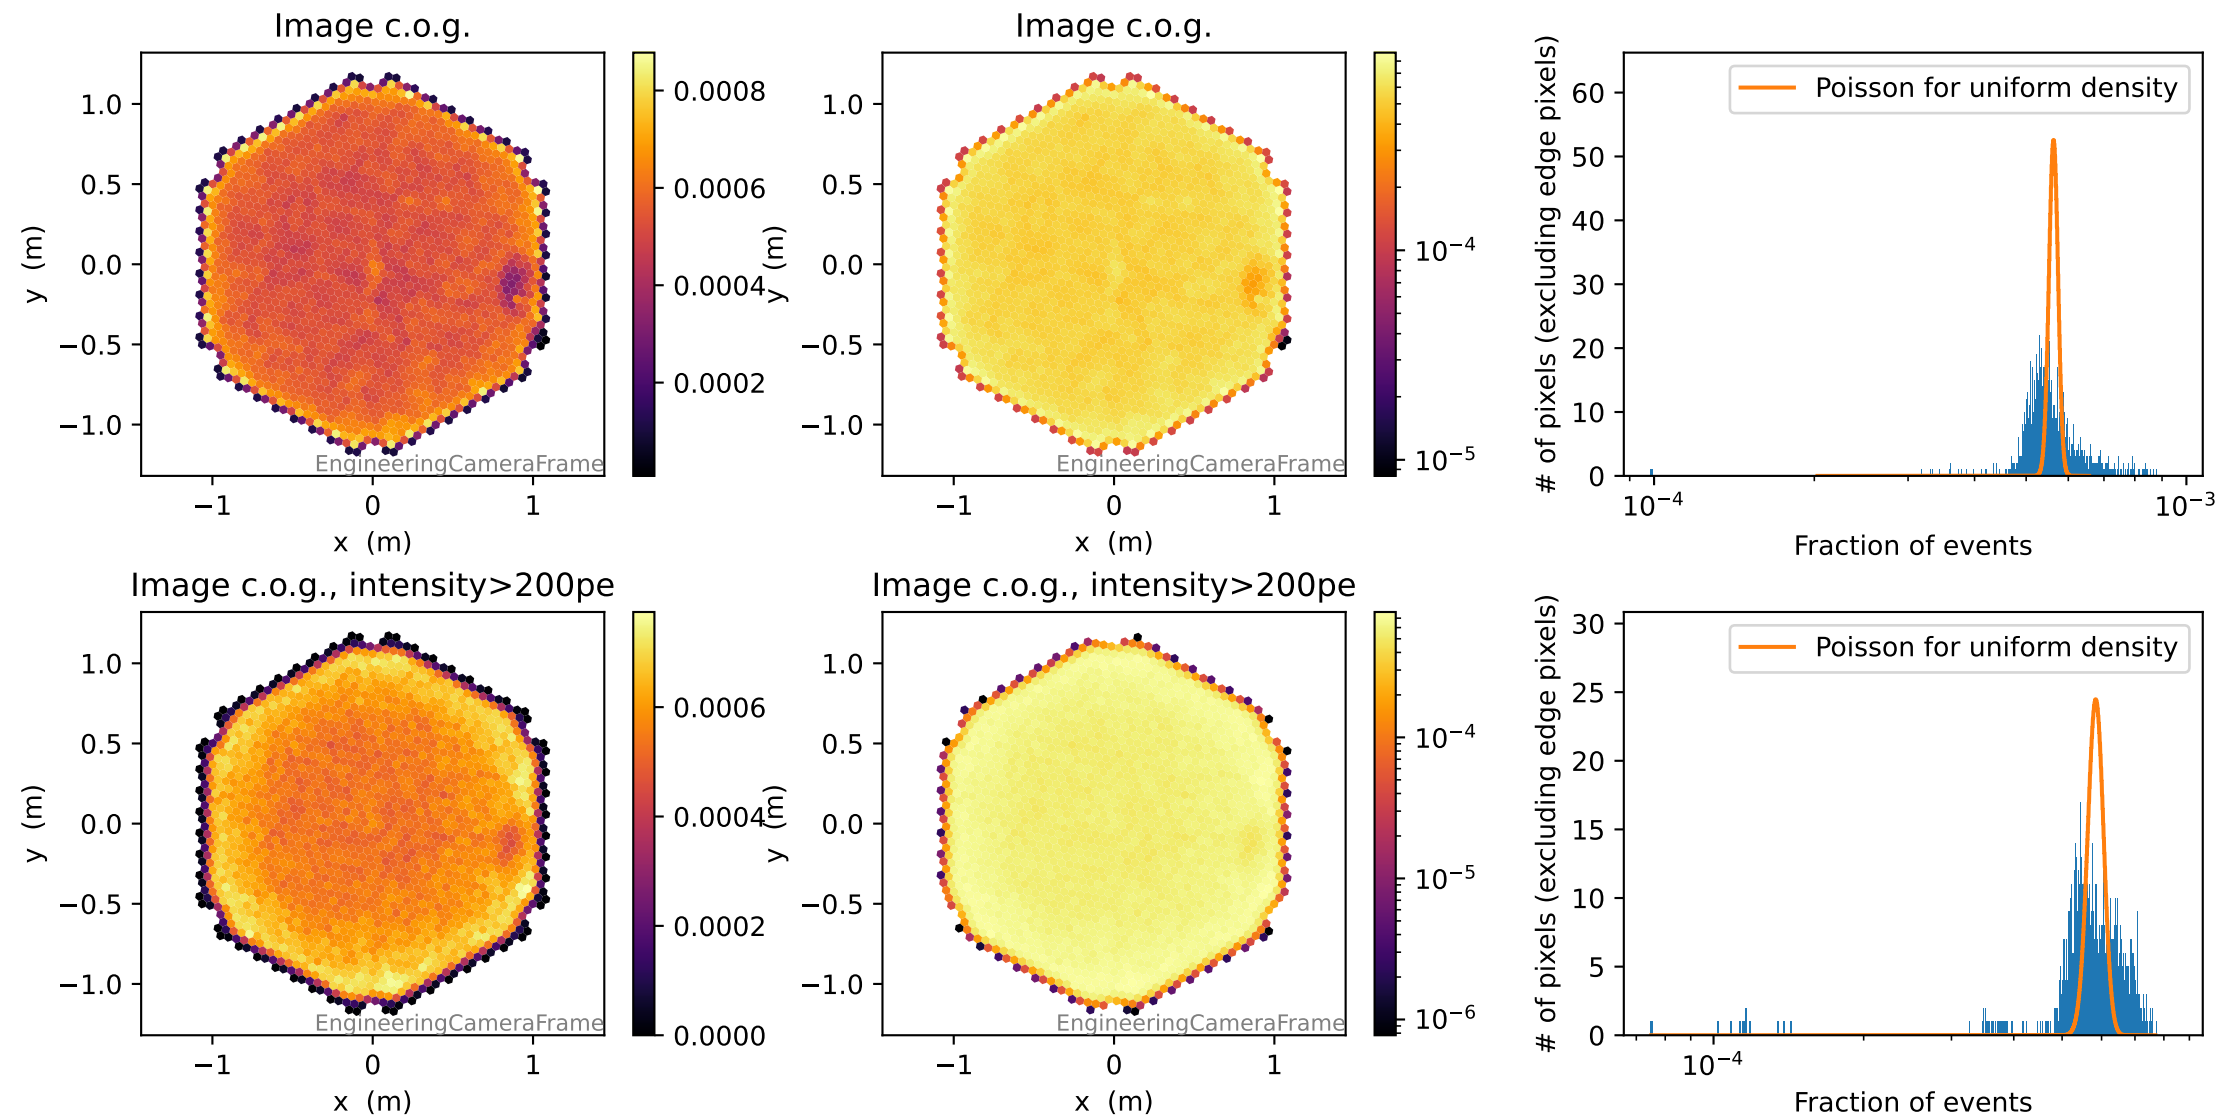 Image c.o.g.
1.0
0.5
0.0
−0.5
−1.0
y (m)
−1
0
1
x (m)
EngineeringCameraFrame
0.0008
0.0006
0.0004
0.0002
Image c.o.g.
1.0
0.5
0.0
−0.5
−1.0
y (m)
−1
0
1
x (m)
EngineeringCameraFrame
10⁻⁴
10⁻⁵
# of pixels (excluding edge pixels)
60
50
40
30
20
10
0
Poisson for uniform density
10⁻⁴
10⁻³
Fraction of events
Image c.o.g., intensity>200pe
1.0
0.5
0.0
−0.5
−1.0
y (m)
−1
0
1
x (m)
EngineeringCameraFrame
0.0006
0.0004
0.0002
0.0000
Image c.o.g., intensity>200pe
1.0
0.5
0.0
−0.5
−1.0
y (m)
−1
0
1
x (m)
EngineeringCameraFrame
10⁻⁴
10⁻⁵
10⁻⁶
# of pixels (excluding edge pixels)
30
25
20
15
10
5
0
Poisson for uniform density
10⁻⁴
Fraction of events